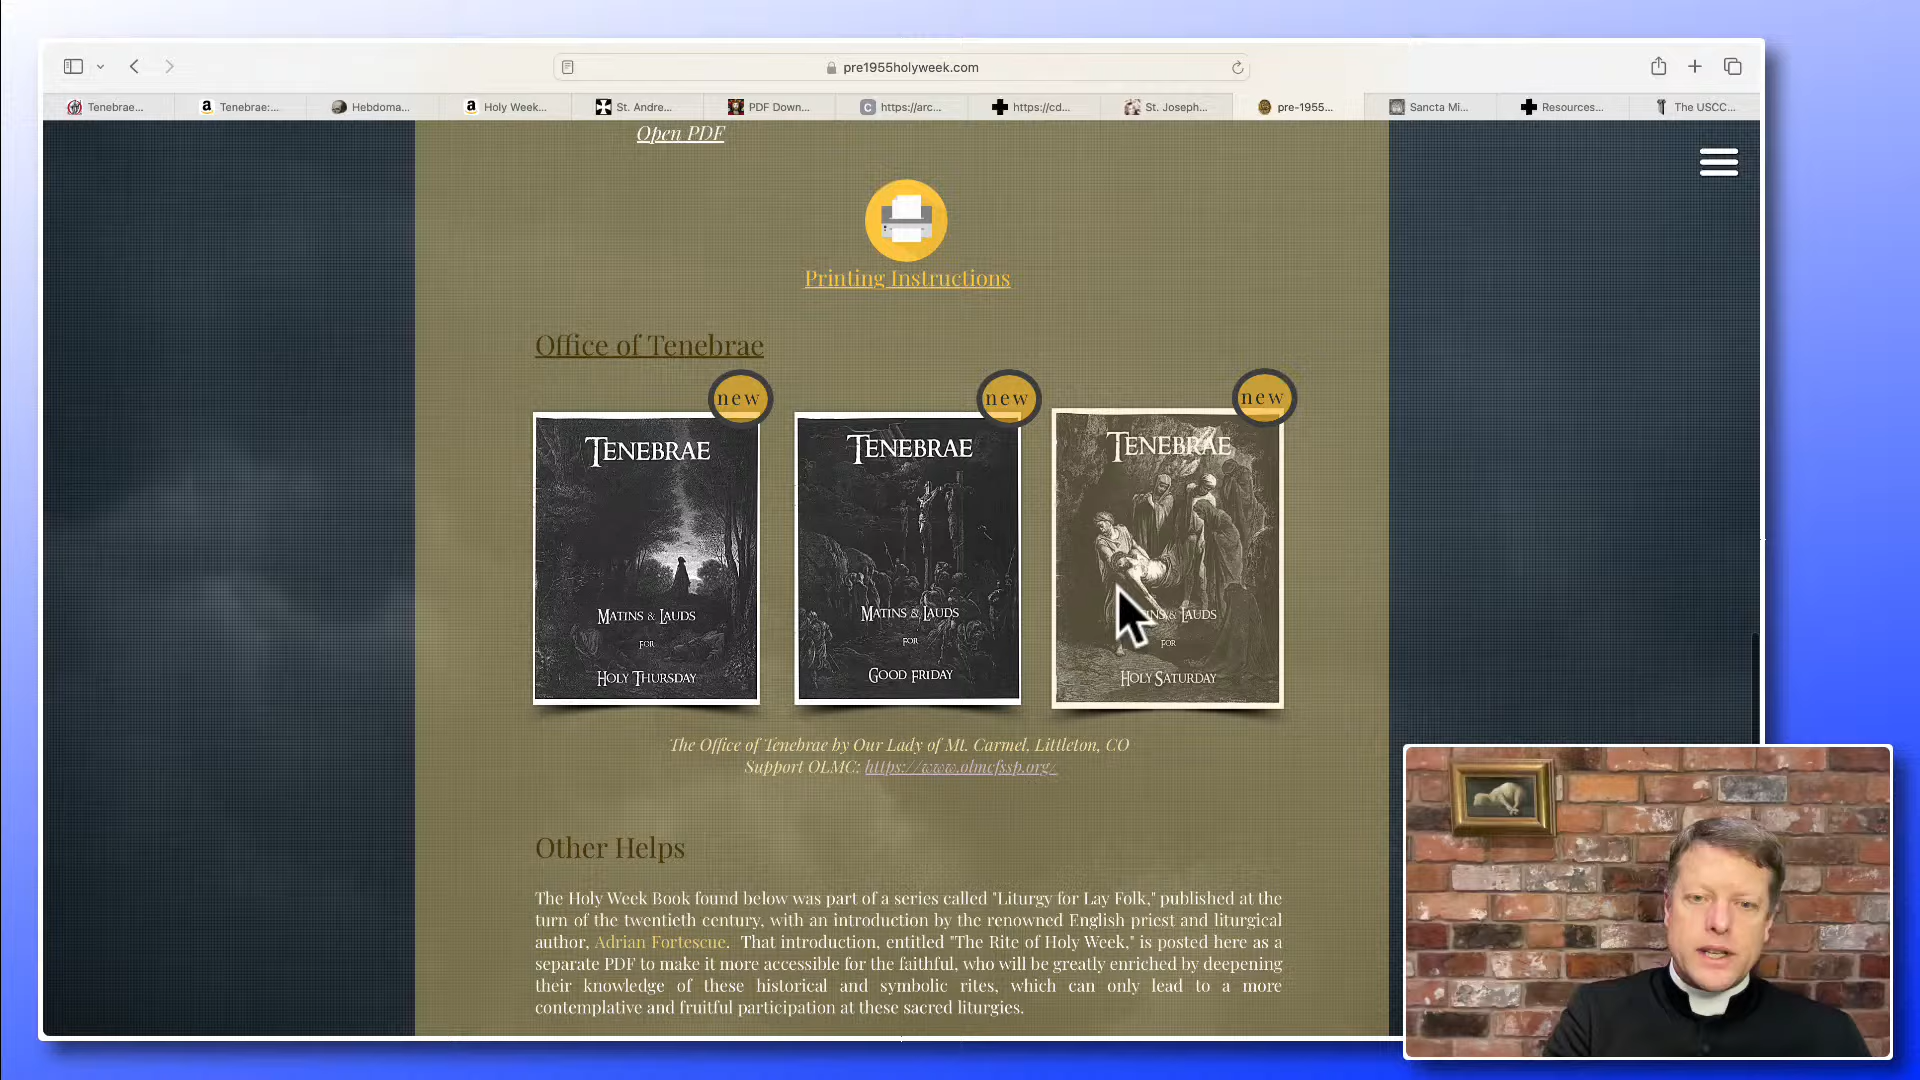 pre1955holyweek.com
Tenebrae...
Tenebrae:...
Hebdoma...
Holy Week...
St. Andre...
PDF Down...
https://arc...
https://cd...
St. Joseph...
pre-1955...
Sancta Mi...
Resources...
The USCC...
Open PDF
Printing Instructions
Office of Tenebrae
new
new
new
TENEBRAE
MATINS & LAUDS
FOR
HOLY THURSDAY
TENEBRAE
MATINS & LAUDS
FOR
GOOD FRIDAY
TENEBRAE
& LAUDS
FOR
HOLY SATURDAY
The Office of Tenebrae by Our Lady of Mt. Carmel, Littleton, CO
Support OLMC: https://www.olmcfssp.org/
Other Helps
The Holy Week Book found below was part of a series called "Liturgy for Lay Folk," published at the
turn of the twentieth century, with an introduction by the renowned English priest and liturgical
author, Adrian Fortescue. That introduction, entitled "The Rite of Holy Week," is posted here as a
separate PDF to make it more accessible for the faithful, who will be greatly enriched by deepening
their knowledge of these historical and symbolic rites, which can only lead to a more
contemplative and fruitful participation at these sacred liturgies.